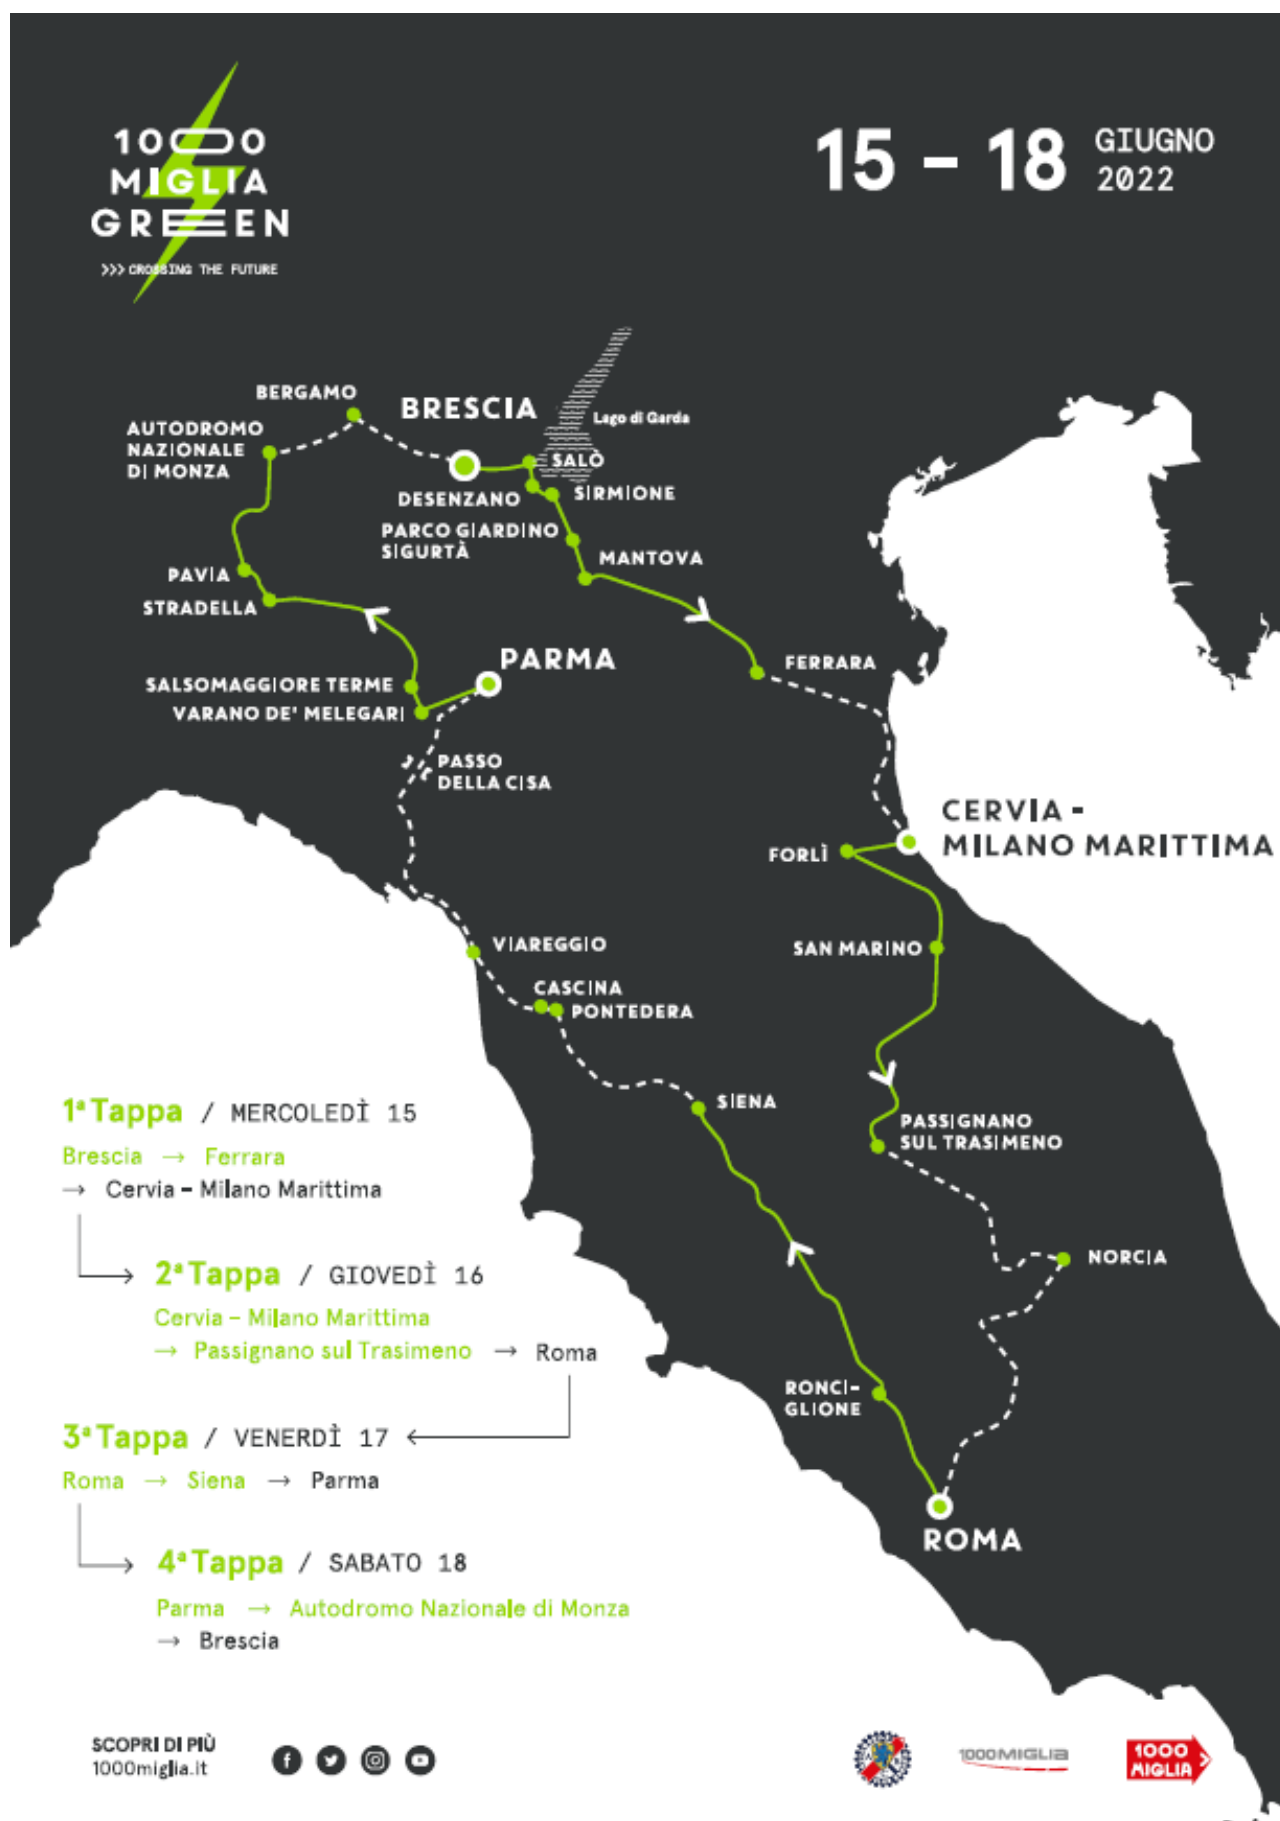 1000
MIGLIA
GREEN
>>> CROSSING THE FUTURE
15 – 18 GIUGNO
2022
BERGAMO
BRESCIA
Lago di Garda
AUTODROMO
NAZIONALE
DI MONZA
SALÒ
DESENZANO
SIRMIONE
PARCO GIARDINO
SIGURTÀ
MANTOVA
PAVIA
STRADELLA
PARMA
FERRARA
SALSOMAGGIORE TERME
VARANO DE' MELEGARI
PASSO
DELLA CISA
CERVIA –
MILANO MARITTIMA
FORLÌ
VIAREGGIO
SAN MARINO
CASCINA
PONTEDERA
SIENA
PASSIGNANO
SUL TRASIMENO
NORCIA
RONCI–
GLIONE
ROMA
1ª Tappa / MERCOLEDÌ 15
Brescia → Ferrara
→ Cervia – Milano Marittima
2ª Tappa / GIOVEDÌ 16
Cervia – Milano Marittima
→ Passignano sul Trasimeno → Roma
3ª Tappa / VENERDÌ 17
Roma → Siena → Parma
4ª Tappa / SABATO 18
Parma → Autodromo Nazionale di Monza
→ Brescia
SCOPRI DI PIÙ
1000miglia.it
1000MIGLIA
1000
MIGLIA